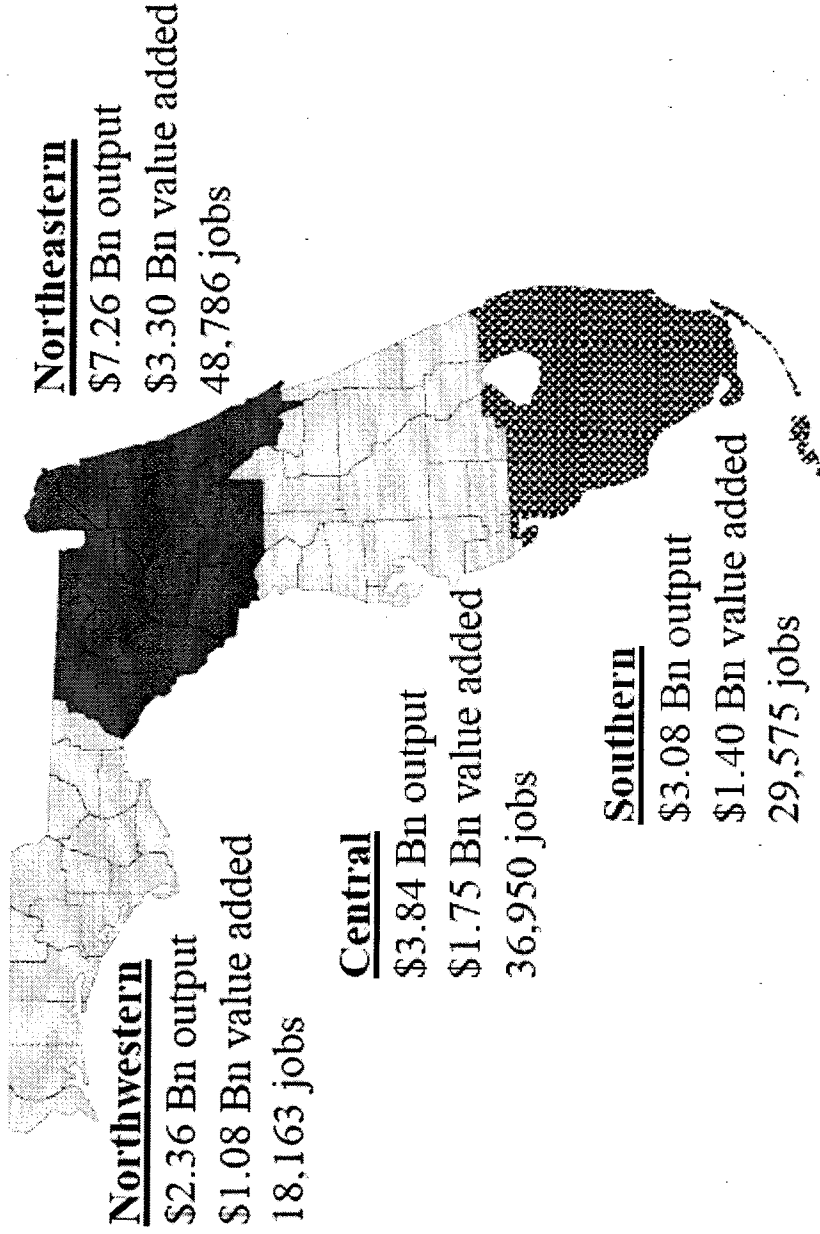 Northeastern
$7.26 Bn output
$3.30 Bn value added
48,786 jobs
Northwestern
$2.36 Bn output
$1.08 Bn value added
18,163 jobs
Central
$3.84 Bn output
$1.75 Bn value added
36,950 jobs
Southern
$3.08 Bn output
$1.40 Bn value added
29,575 jobs